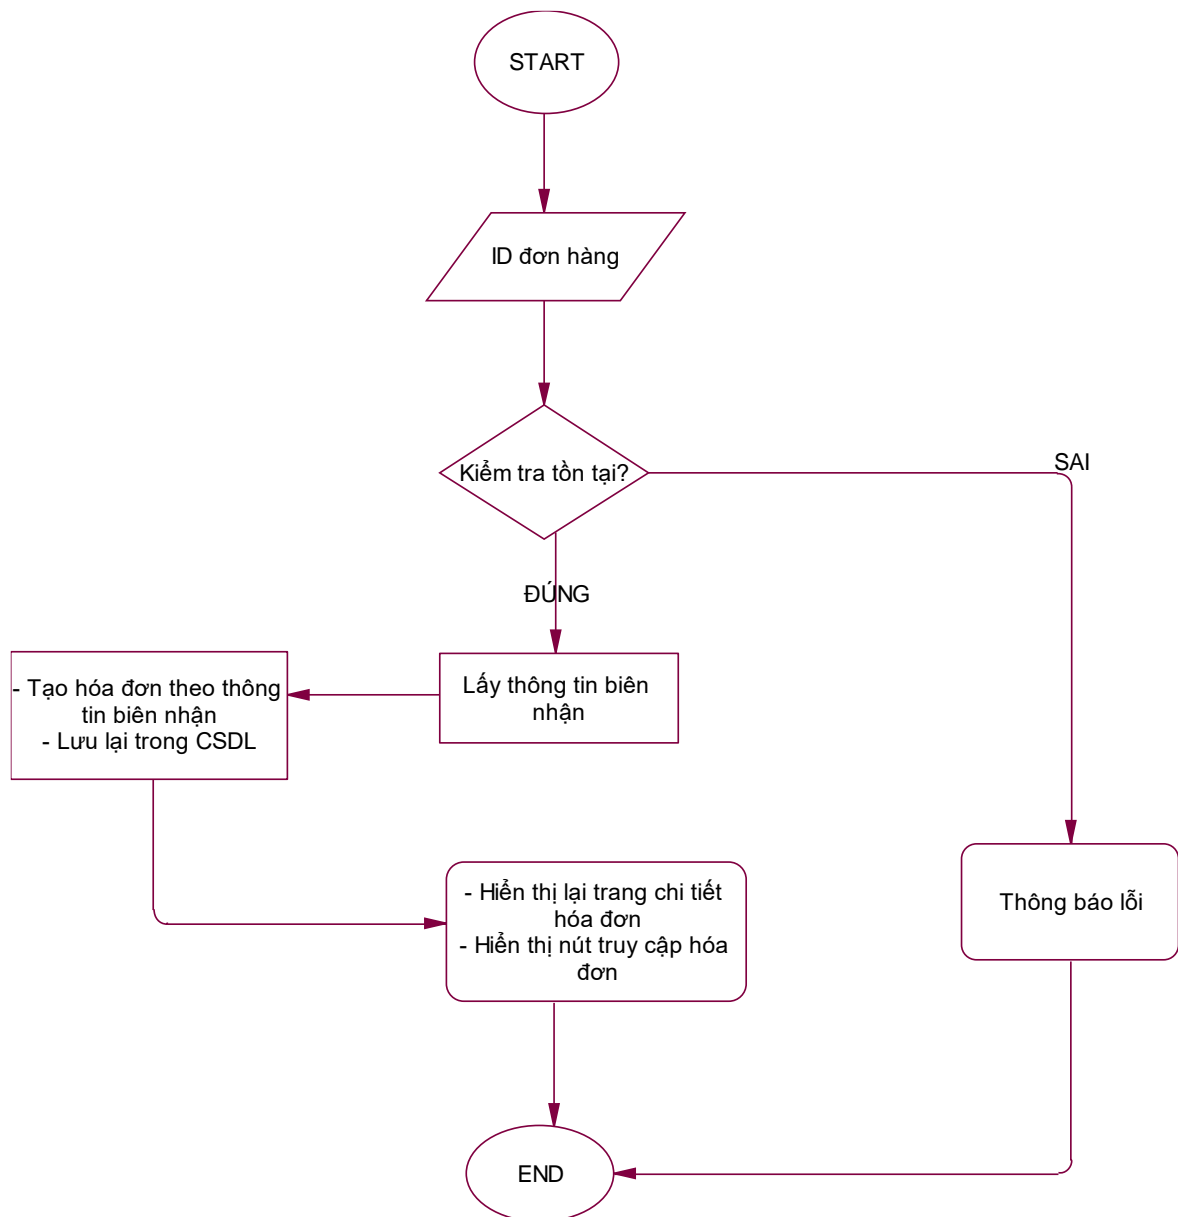 START
ID đơn hàng
Kiểm tra tồn tại?
SAI
ĐÚNG
Lấy thông tin biên
nhận
- Tạo hóa đơn theo thông
tin biên nhận
- Lưu lại trong CSDL
- Hiển thị lại trang chi tiết
hóa đơn
- Hiển thị nút truy cập hóa
đơn
Thông báo lỗi
END